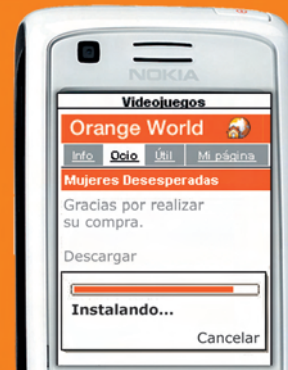 NOKIA
Videojuegos
Orange World
Info Ocio Útil Mi página
Mujeres Desesperadas
Gracias por realizar
su compra.
Descargar
Instalando...
Cancelar